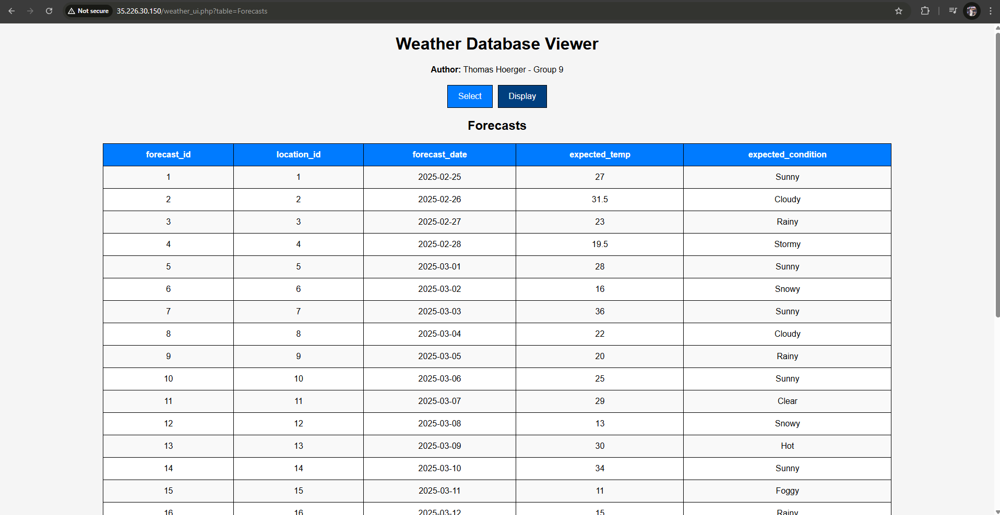 Not secure 35.226.30.150/weather_ui.php?table=Forecasts
Weather Database Viewer
Author: Thomas Hoerger - Group 9
Select Display
Forecasts
forecast_id location_id forecast_date expected_temp expected_condition
1 1 2025-02-25 27 Sunny
2 2 2025-02-26 31.5 Cloudy
3 3 2025-02-27 23 Rainy
4 4 2025-02-28 19.5 Stormy
5 5 2025-03-01 28 Sunny
6 6 2025-03-02 16 Snowy
7 7 2025-03-03 36 Sunny
8 8 2025-03-04 22 Cloudy
9 9 2025-03-05 20 Rainy
10 10 2025-03-06 25 Sunny
11 11 2025-03-07 29 Clear
12 12 2025-03-08 13 Snowy
13 13 2025-03-09 30 Hot
14 14 2025-03-10 34 Sunny
15 15 2025-03-11 11 Foggy
16 16 2025-03-12 15 Rainy